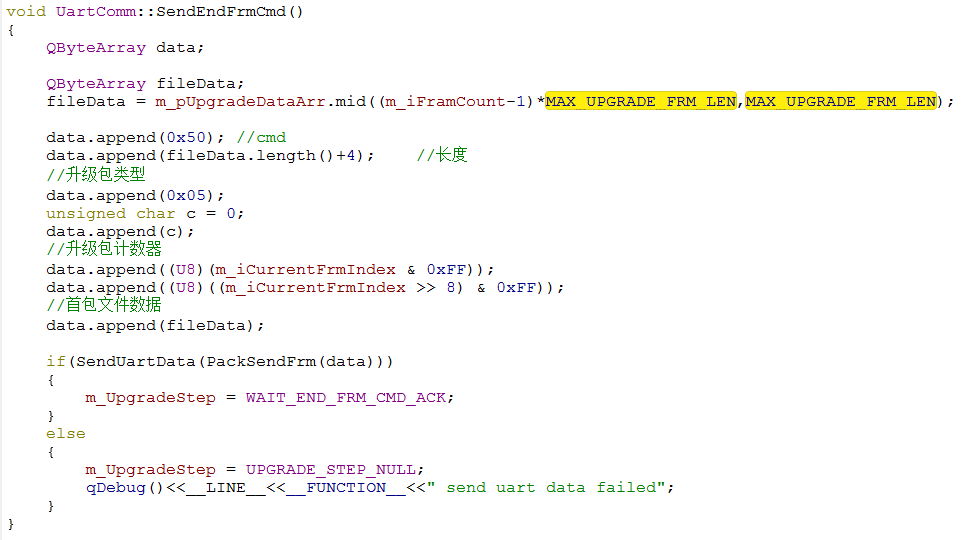 void UartComm::SendEndFrmCmd()
{
    QByteArray data;

    QByteArray fileData;
    fileData = m_pUpgradeDataArr.mid((m_iFramCount-1)*MAX_UPGRADE_FRM_LEN,MAX_UPGRADE_FRM_LEN);

    data.append(0x50); //cmd
    data.append(fileData.length()+4);    //长度
    //升级包类型
    data.append(0x05);
    unsigned char c = 0;
    data.append(c);
    //升级包计数器
    data.append((U8)(m_iCurrentFrmIndex & 0xFF));
    data.append((U8)((m_iCurrentFrmIndex >> 8) & 0xFF));
    //首包文件数据
    data.append(fileData);

    if(SendUartData(PackSendFrm(data)))
    {
        m_UpgradeStep = WAIT_END_FRM_CMD_ACK;
    }
    else
    {
        m_UpgradeStep = UPGRADE_STEP_NULL;
        qDebug()<<__LINE__<<__FUNCTION__<<" send uart data failed";
    }
}